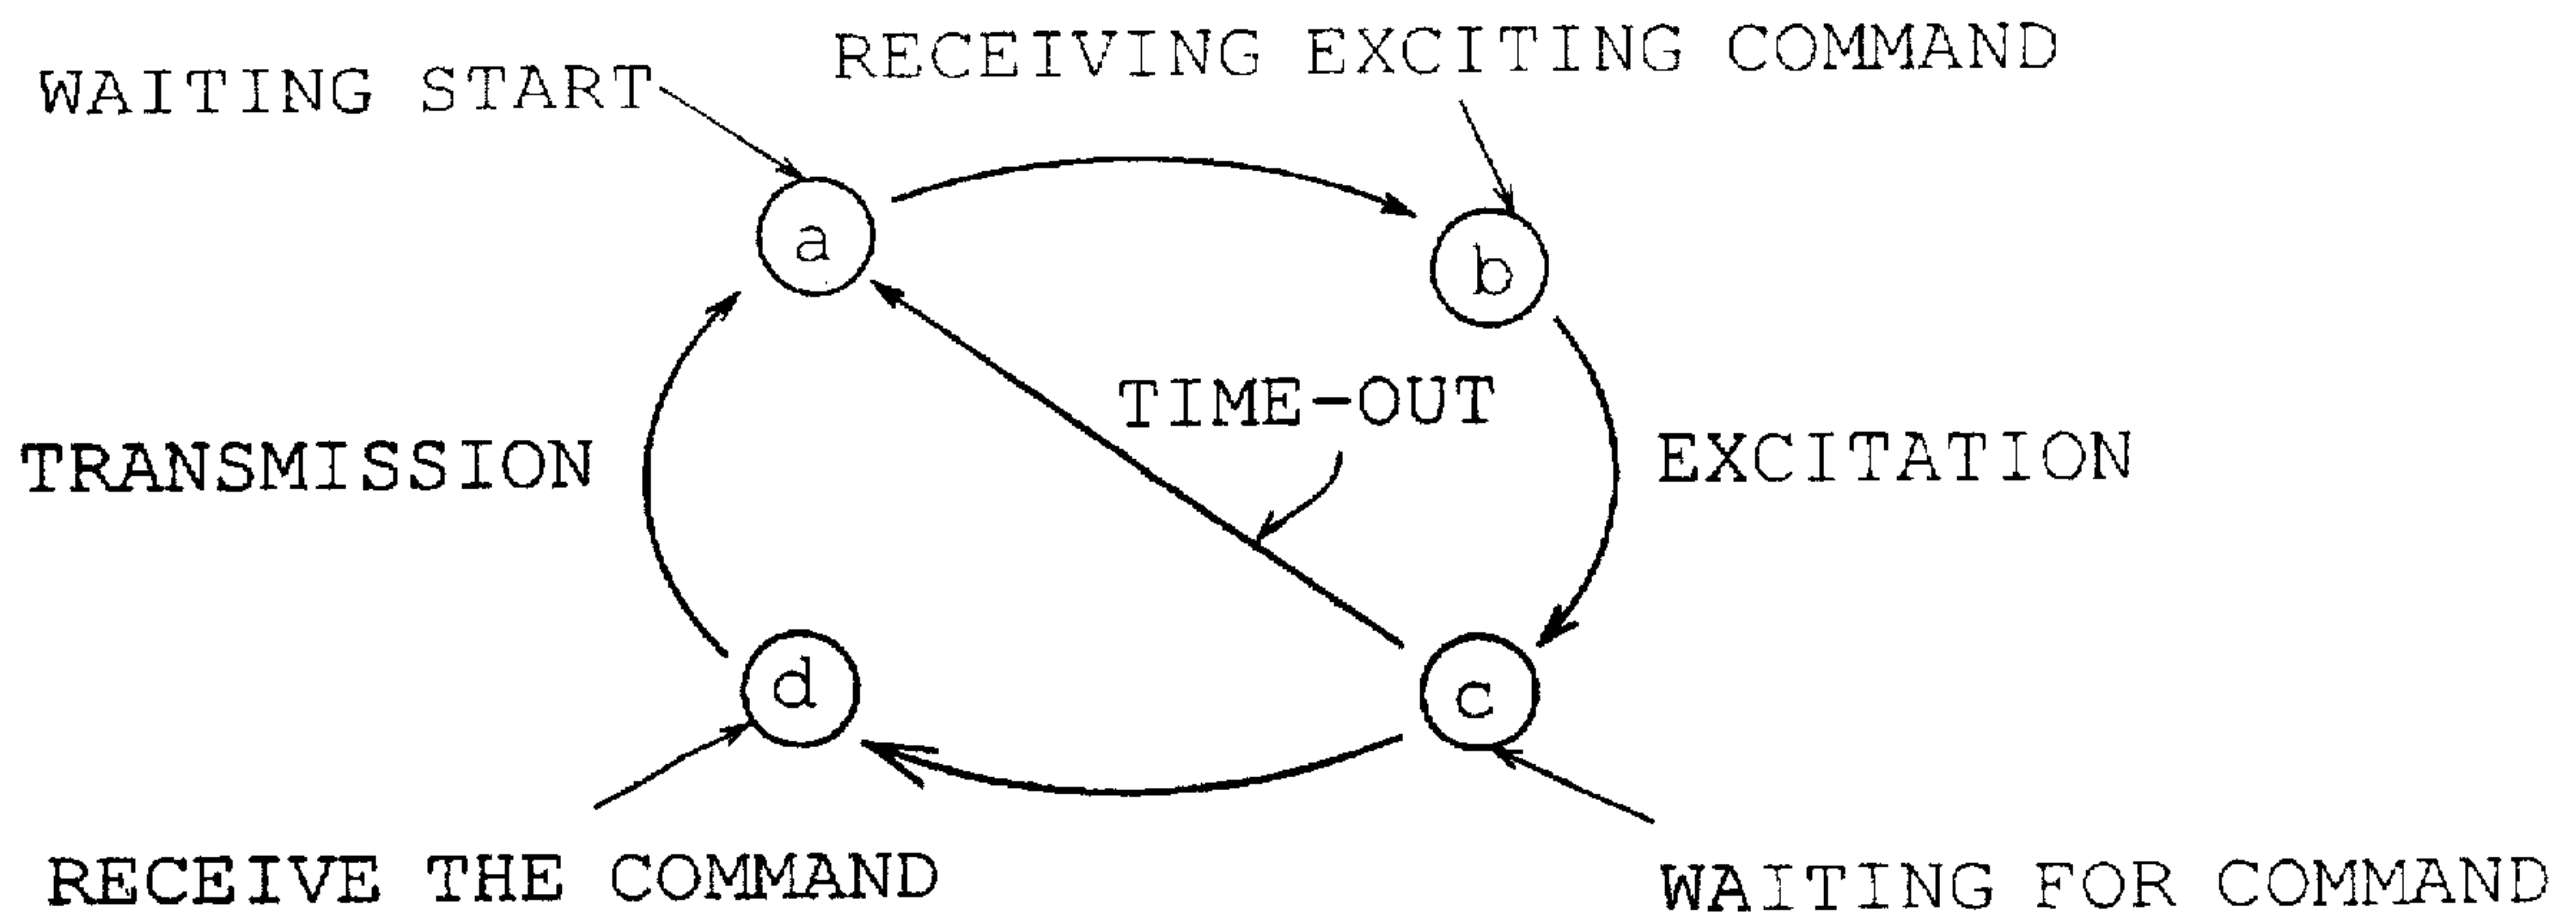 RECEIVING EXCITING COMMAND
WAITING START
a
b
TIME-OUT
TRANSMISSION
EXCITATION
d
c
RECEIVE THE COMMAND
WAITING FOR COMMAND